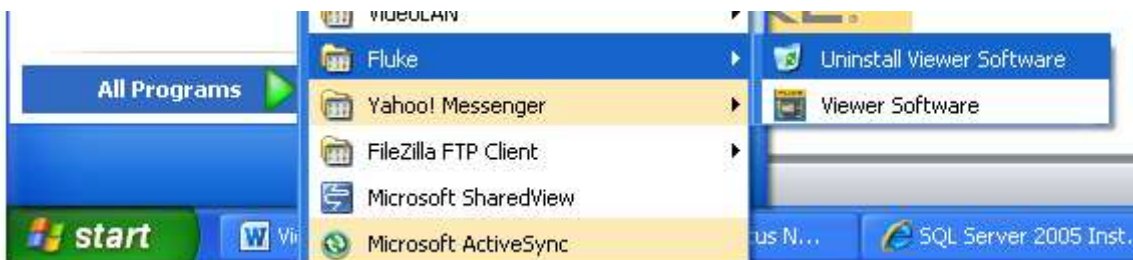 VideoLAN
Fluke
Uninstall Viewer Software
All Programs
Yahoo! Messenger
Viewer Software
FileZilla FTP Client
Microsoft SharedView
start
Microsoft ActiveSync
us N...
SQL Server 2005 Inst.